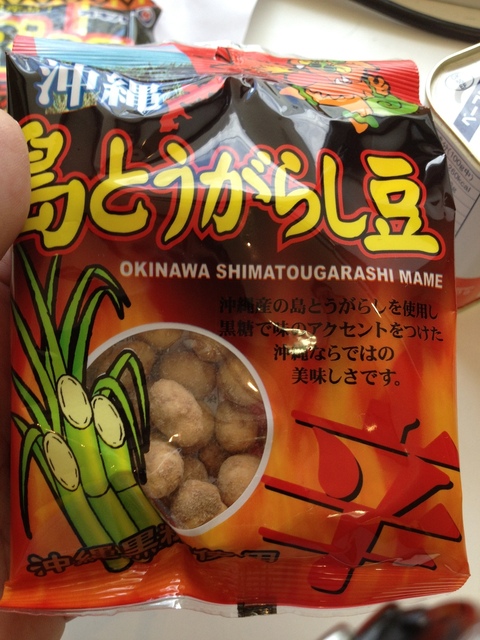 沖縄
島とうがらし豆
OKINAWA SHIMATOUGARASHI MAME
沖縄産の島とうがらしを使用し
黒糖で味のアクセントをつけた
沖縄ならではの
美味しさです。